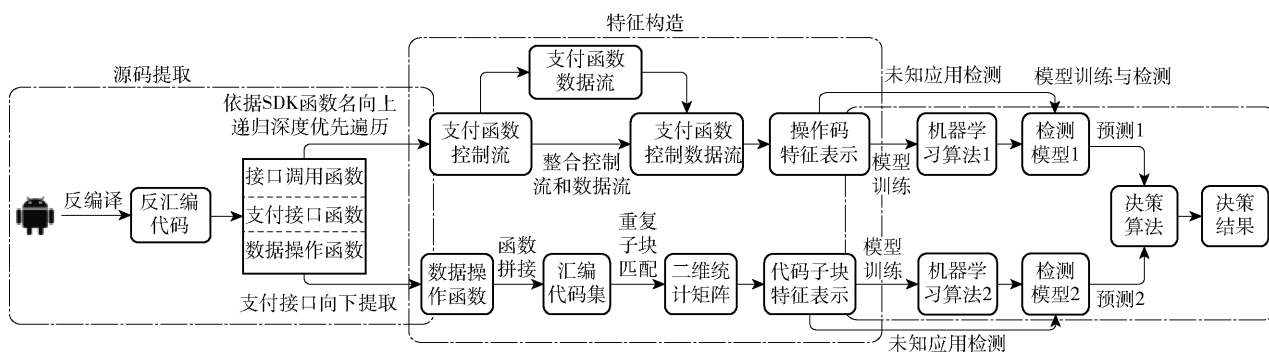 特征构造
源码提取
支付函数
数据流
未知应用检测
模型训练与检测
依据SDK函数名向上
递归深度优先遍历
支付函数
控制流
整合控制
流和数据流
支付函数
控制数据流
操作码
特征表示
模型
训练
机器学
习算法1
检测
模型1
预测1
反编译
反汇编
代码
接口调用函数
支付接口函数
数据操作函数
决策
算法
决策
结果
支付接口向下提取
数据操
作函数
函数
拼接
汇编
代码集
重复
子块
匹配
二维统
计矩阵
代码子块
特征表示
模型
训练
机器学
习算法2
检测
模型2
预测2
未知应用检测